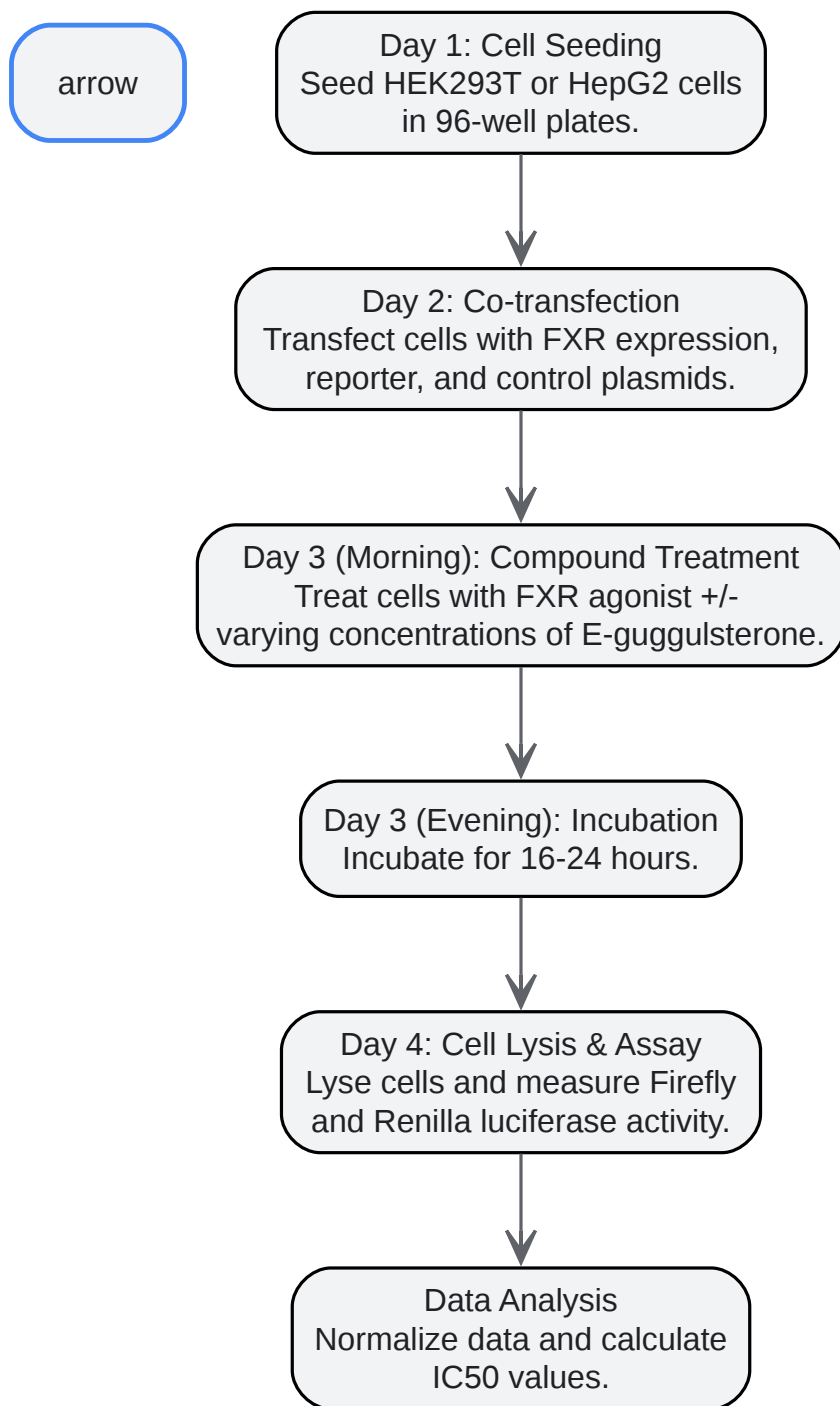 arrow
Day 1: Cell Seeding
Seed HEK293T or HepG2 cells
in 96-well plates.
Day 2: Co-transfection
Transfect cells with FXR expression,
reporter, and control plasmids.
Day 3 (Morning): Compound Treatment
Treat cells with FXR agonist +/-
varying concentrations of E-guggulsterone.
Day 3 (Evening): Incubation
Incubate for 16-24 hours.
Day 4: Cell Lysis & Assay
Lyse cells and measure Firefly
and Renilla luciferase activity.
Data Analysis
Normalize data and calculate
IC50 values.